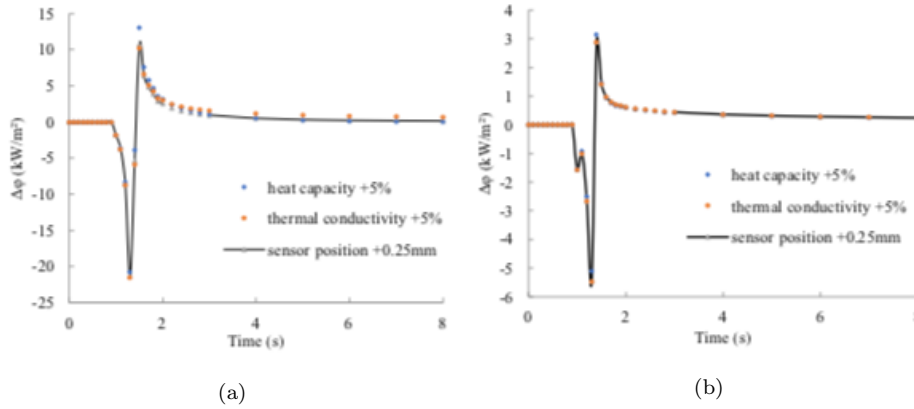 15
10
5
0
-5
-10
-15
-20
-25
Δφ (kW/m²)
heat capacity +5%
thermal conductivity +5%
sensor position +0.25mm
0 2 4 6 8
Time (s)
(a)
4
3
2
1
0
-1
-2
-3
-4
-5
-6
Δφ (kW/m²)
heat capacity +5%
thermal conductivity +5%
sensor position +0.25mm
0 2 4 6
Time (s)
(b)